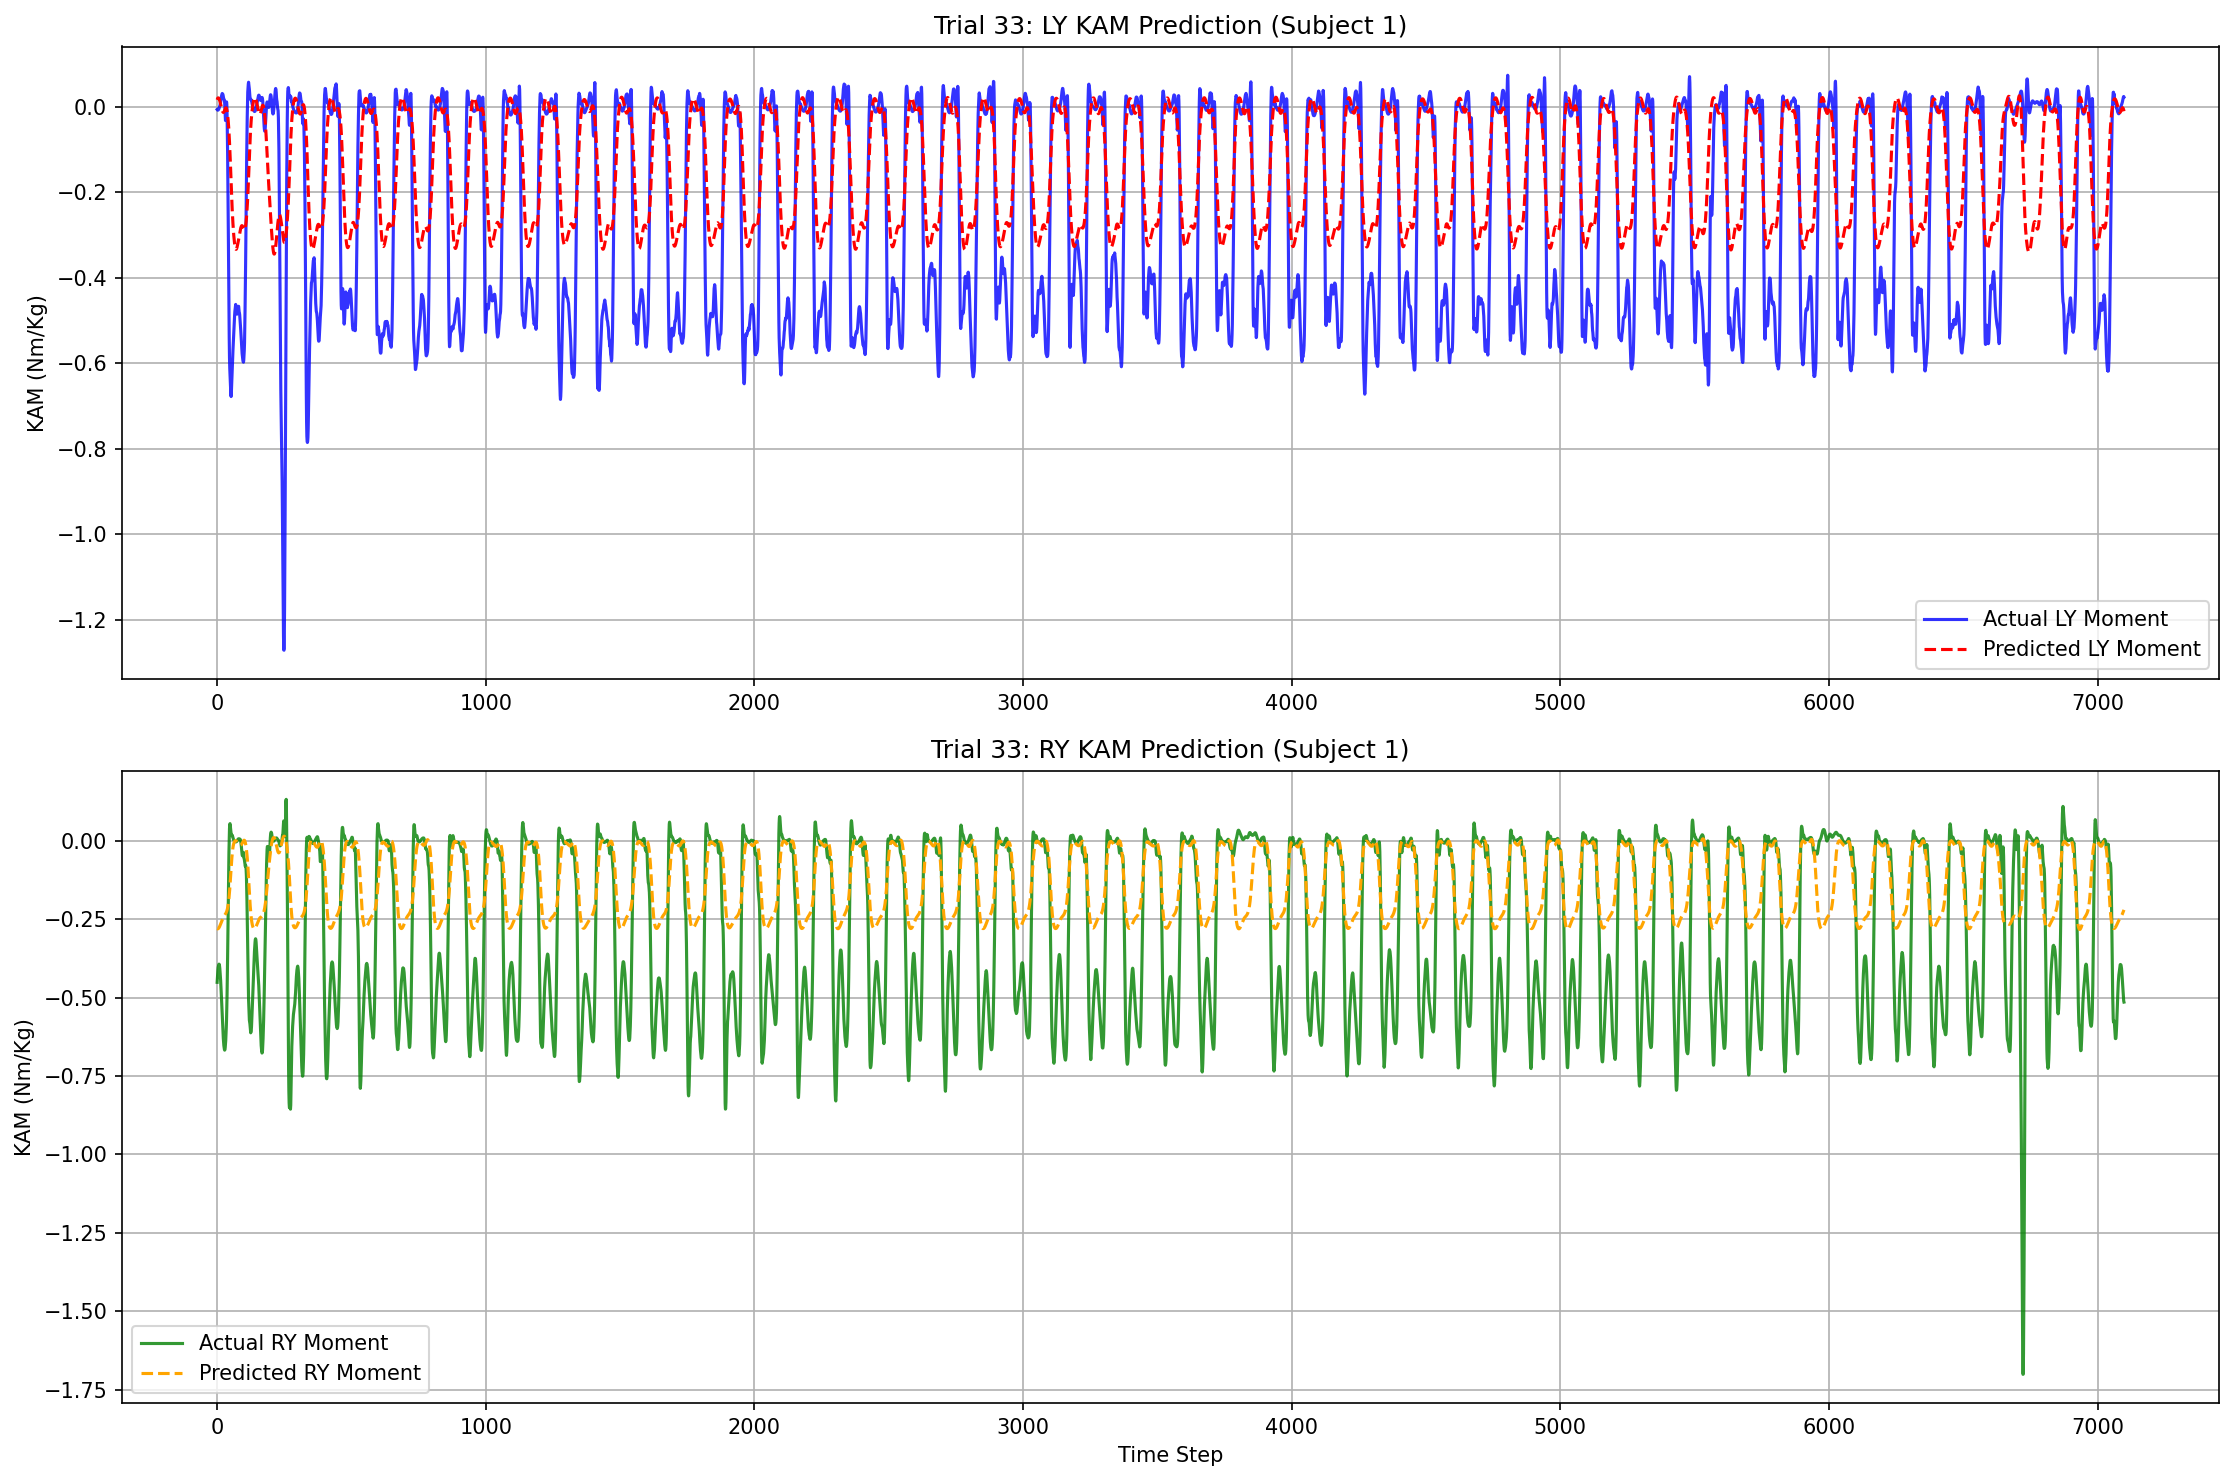 Trial 33: LY KAM Prediction (Subject 1)
KAM (Nm/Kg)
0.0
−0.2
−0.4
−0.6
−0.8
−1.0
−1.2
Actual LY Moment
Predicted LY Moment
0 1000 2000 3000 4000 5000 6000 7000
Trial 33: RY KAM Prediction (Subject 1)
KAM (Nm/Kg)
0.00
−0.25
−0.50
−0.75
−1.00
−1.25
−1.50
−1.75
Actual RY Moment
Predicted RY Moment
0 1000 2000 3000 4000 5000 6000 7000
Time Step